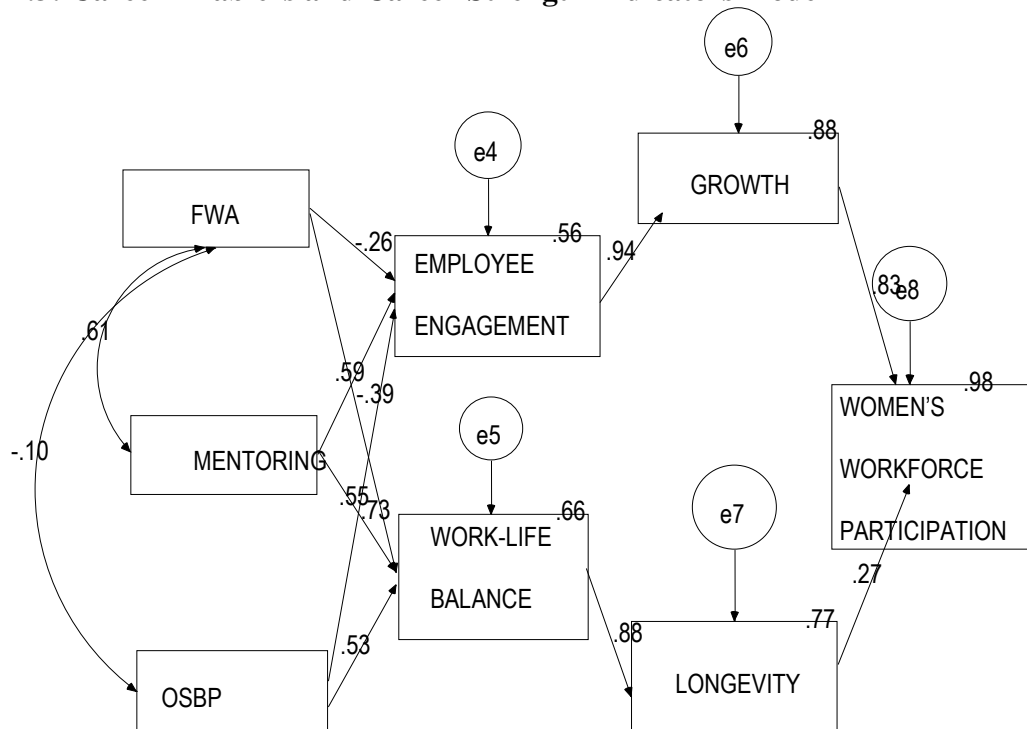 e6
.88
e4
GROWTH
FWA
-.26
.56
EMPLOYEE
.94
ENGAGEMENT
.83
e8
.61
.59
-.39
.98
WOMEN'S
e5
-.10
MENTORING
WORKFORCE
.55
.73
.66
e7
WORK-LIFE
PARTICIPATION
BALANCE
.27
.53
.88
.77
OSBP
LONGEVITY